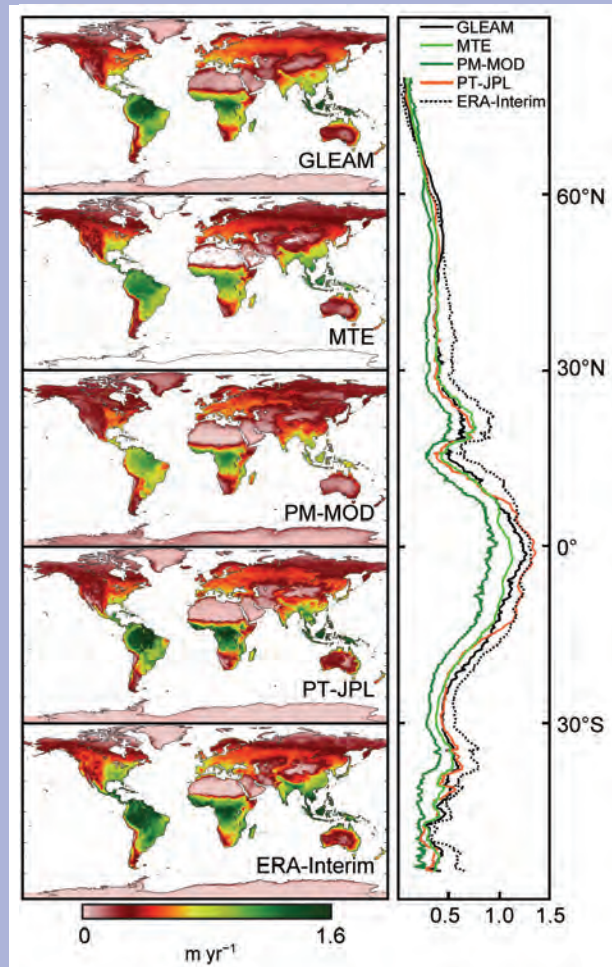 GLEAM
MTE
PM-MOD
PT-JPL
ERA-Interim
GLEAM
MTE
PM-MOD
PT-JPL
ERA-Interim
60°N
30°N
0°
30°S
0.5 1.0 1.5
0 1.6
m yr⁻¹